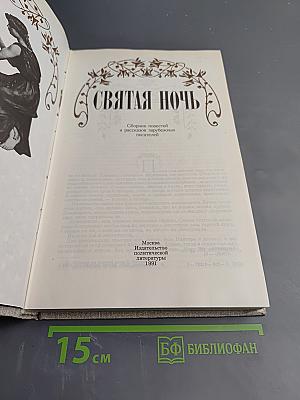 СВЯТАЯ НОЧЬ
Сборник повестей
и рассказов зарубежных
писателей
Москва
Издательство
политической
литературы
1991
15 см
БФ БИБЛИОФАН